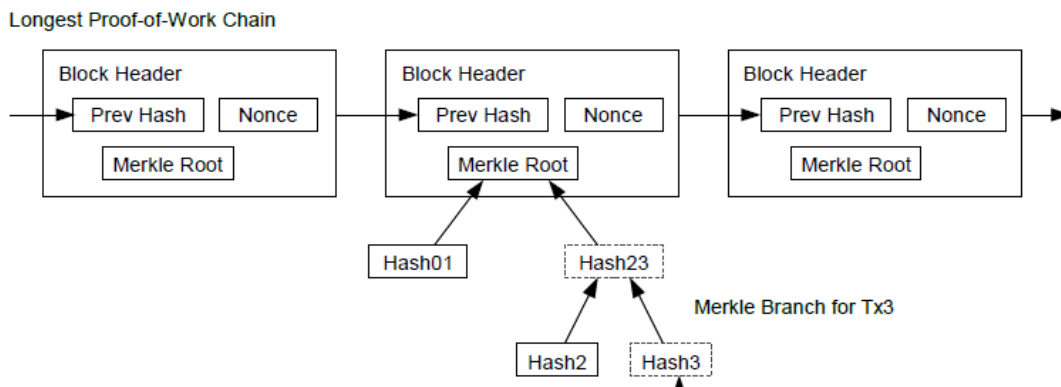 Longest Proof-of-Work Chain
Block Header
Block Header
Block Header
Prev Hash
Nonce
Prev Hash
Nonce
Prev Hash
Nonce
Merkle Root
Merkle Root
Merkle Root
Hash01
Hash23
Merkle Branch for Tx3
Hash2
Hash3